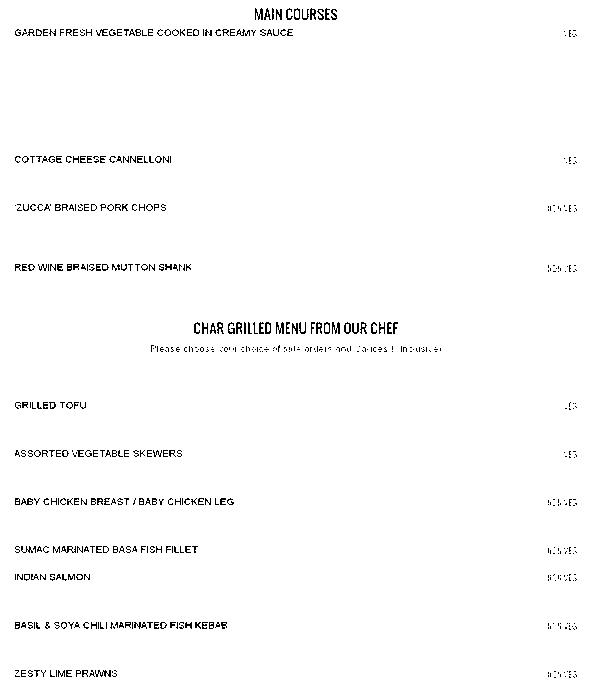 MAIN COURSES
GARDEN FRESH VEGETABLE COOKED IN CREAMY SAUCE VEG
COTTAGE CHEESE CANNELLONI VEG
'ZUCCA' BRAISED PORK CHOPS NON VEG
RED WINE BRAISED MUTTON SHANK NON VEG
CHAR GRILLED MENU FROM OUR CHEF
Please choose your choice of side orders and Sauces
GRILLED TOFU VEG
ASSORTED VEGETABLE SKEWERS VEG
BABY CHICKEN BREAST / BABY CHICKEN LEG NON VEG
SUMAC MARINATED BASA FISH FILLET NON VEG
INDIAN SALMON NON VEG
BASIL & SOYA CHILI MARINATED FISH KEBAB NON VEG
ZESTY LIME PRAWNS NON VEG